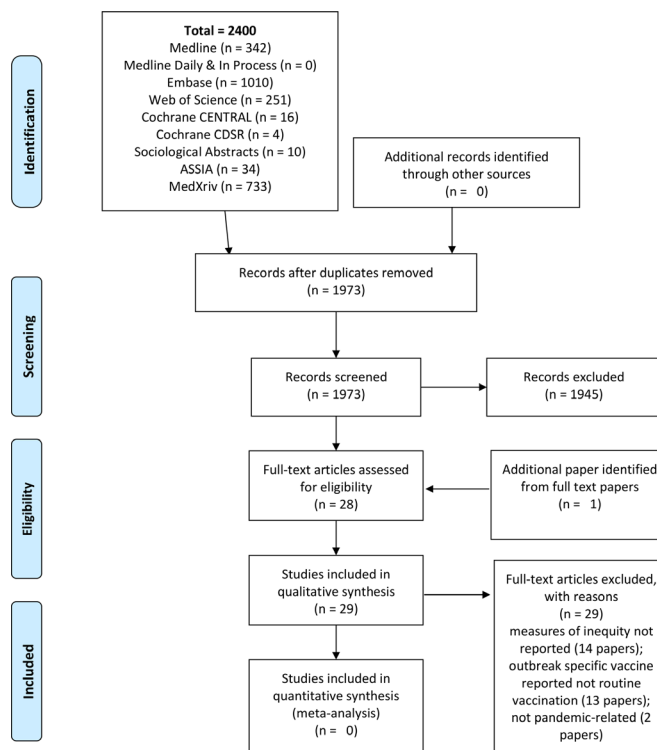 Total = 2400
Medline (n = 342)
Medline Daily & In Process (n = 0)
Embase (n = 1010)
Web of Science (n = 251)
Cochrane CENTRAL (n = 16)
Cochrane CDSR (n = 4)
Sociological Abstracts (n = 10)
ASSIA (n = 34)
MedXriv (n = 733)
Identification
Additional records identified
through other sources
(n = 0)
Records after duplicates removed
(n = 1973)
Screening
Records screened
(n = 1973)
Records excluded
(n = 1945)
Eligibility
Full-text articles assessed
for eligibility
(n = 28)
Additional paper identified
from full text papers
(n = 1)
Studies included in
qualitative synthesis
(n = 29)
Full-text articles excluded,
with reasons
(n = 29)
measures of inequity not
reported (14 papers);
outbreak specific vaccine
reported not routine
vaccination (13 papers);
not pandemic-related (2
papers)
Included
Studies included in
quantitative synthesis
(meta-analysis)
(n = 0)